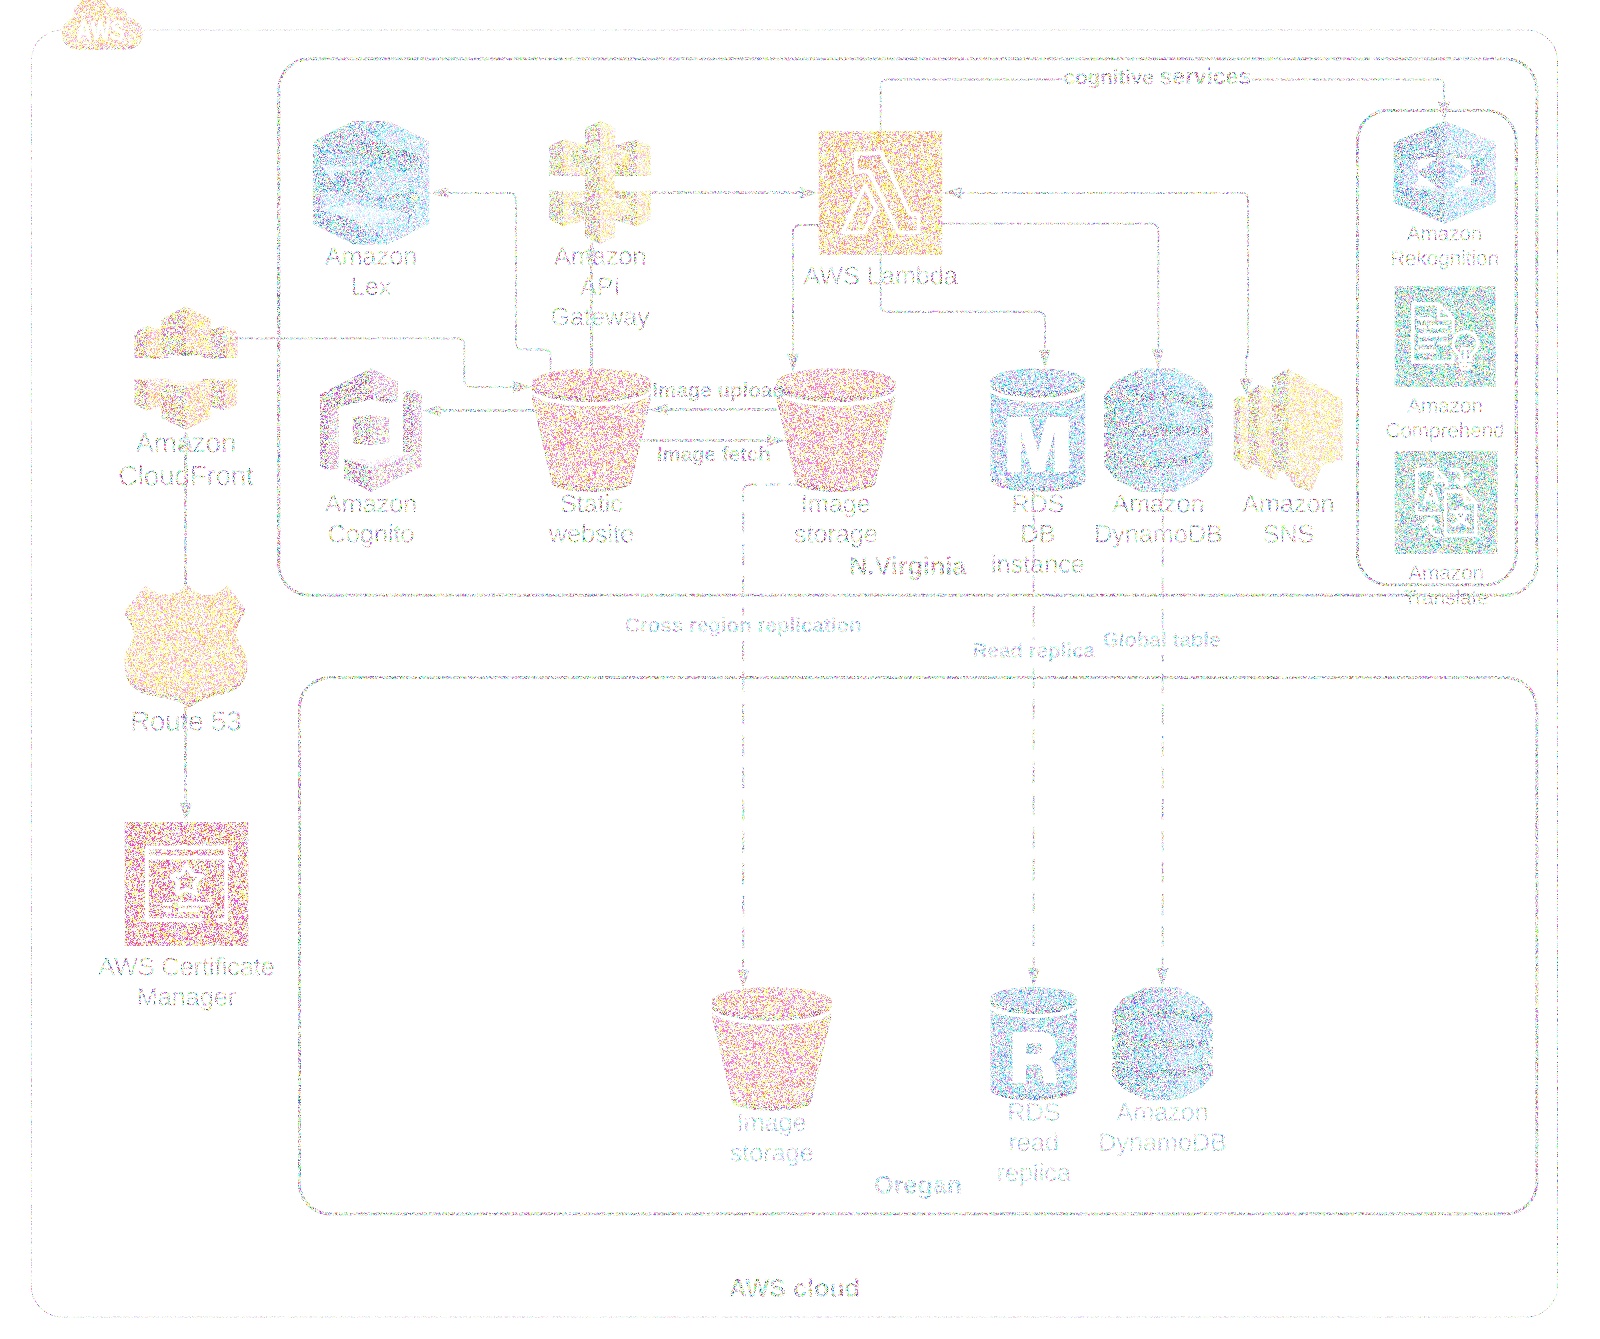 AWS
cognitive services
Amazon
Lex
Amazon
API
Gateway
AWS Lambda
Amazon
Rekognition
Amazon
Comprehend
Amazon
Translate
Amazon
CloudFront
Image upload
Image fetch
Amazon
Cognito
Static
website
Image
storage
RDS
DB
instance
Amazon
DynamoDB
Amazon
SNS
N.Virginia
Cross region replication
Read replica
Global table
Route 53
AWS Certificate
Manager
Image
storage
RDS
read
replica
Amazon
DynamoDB
Oregan
AWS cloud